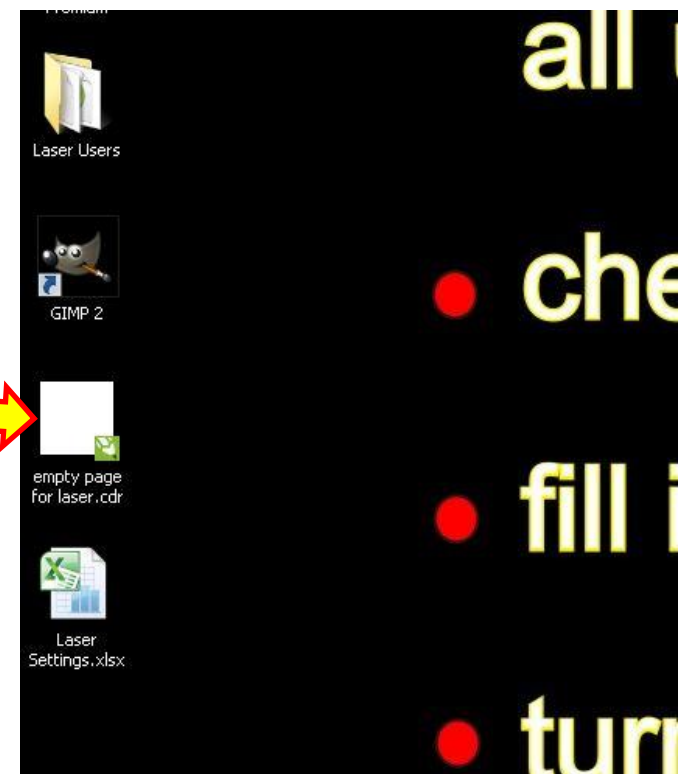 Laser Users
GIMP 2
empty page
for laser.cdr
Laser
Settings.xlsx
all
• che
• fill i
• turn